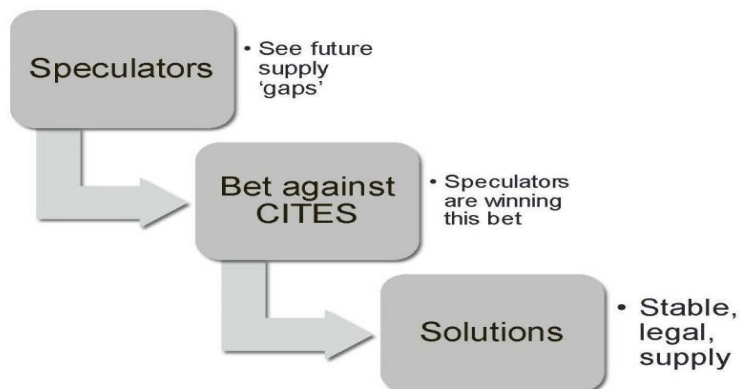 Speculators
• See future
supply
‘gaps’
Bet against
CITES
• Speculators
are winning
this bet
Solutions
• Stable,
legal,
supply